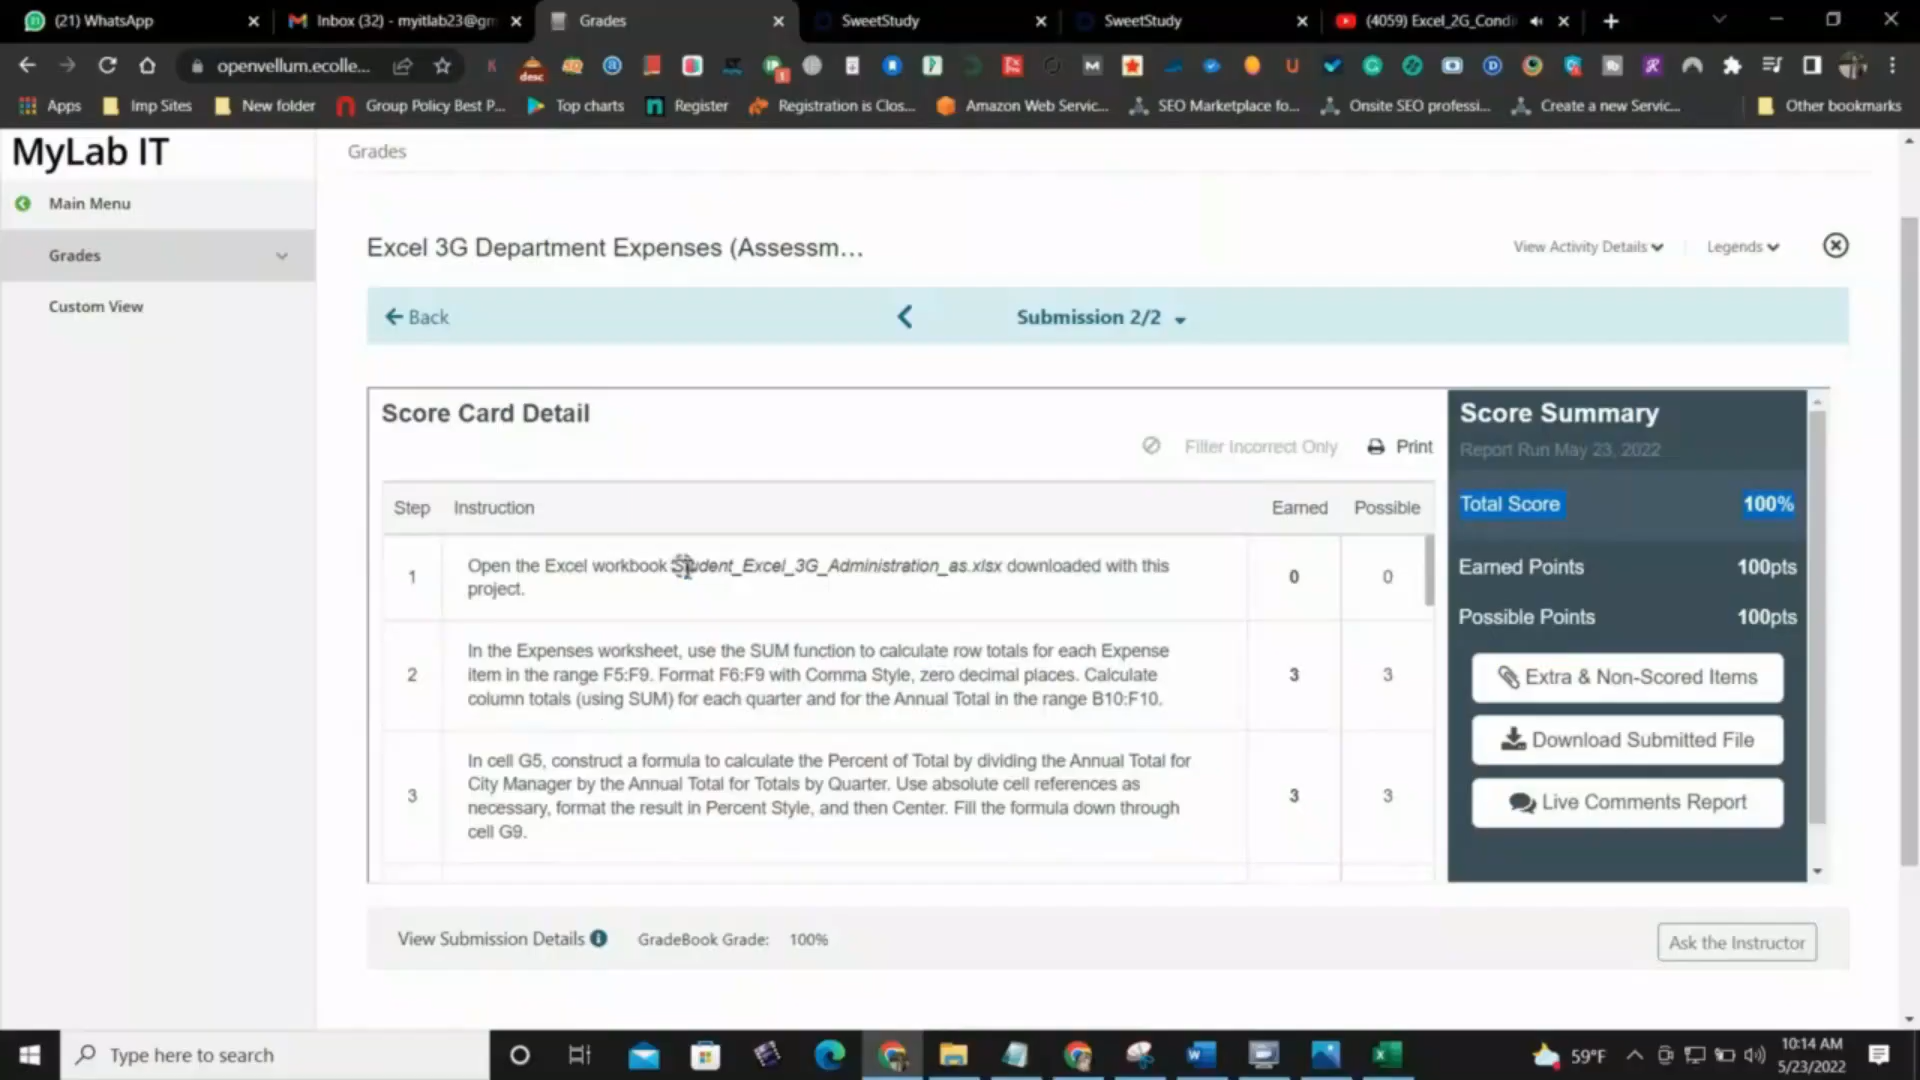 (21) WhatsApp
Inbox (32) - myitlab23@gm
Grades
SweetStudy
SweetStudy
(4059) Excel_2G_Condi
openvellum.ecolle...
desc
Apps
Imp Sites
New folder
Group Policy Best P...
Top charts
Register
Registration is Clos...
Amazon Web Servic...
SEO Marketplace fo...
Onsite SEO professi...
Create a new Servic...
Other bookmarks
MyLab IT
Main Menu
Grades
Custom View
Grades
Excel 3G Department Expenses (Assessm...
View Activity Details
Legends
Back
Submission 2/2
Score Card Detail
Filter Incorrect Only
Print
Step
Instruction
Earned
Possible
1
Open the Excel workbook Student_Excel_3G_Administration_as.xlsx downloaded with this
project.
0
0
2
In the Expenses worksheet, use the SUM function to calculate row totals for each Expense
item in the range F5:F9. Format F6:F9 with Comma Style, zero decimal places. Calculate
column totals (using SUM) for each quarter and for the Annual Total in the range B10:F10.
3
3
3
In cell G5, construct a formula to calculate the Percent of Total by dividing the Annual Total for
City Manager by the Annual Total for Totals by Quarter. Use absolute cell references as
necessary, format the result in Percent Style, and then Center. Fill the formula down through
cell G9.
3
3
Score Summary
Report Run May 23, 2022
Total Score
100%
Earned Points
100pts
Possible Points
100pts
Extra & Non-Scored Items
Download Submitted File
Live Comments Report
View Submission Details
GradeBook Grade:
100%
Ask the Instructor
Type here to search
59°F
10:14 AM
5/23/2022